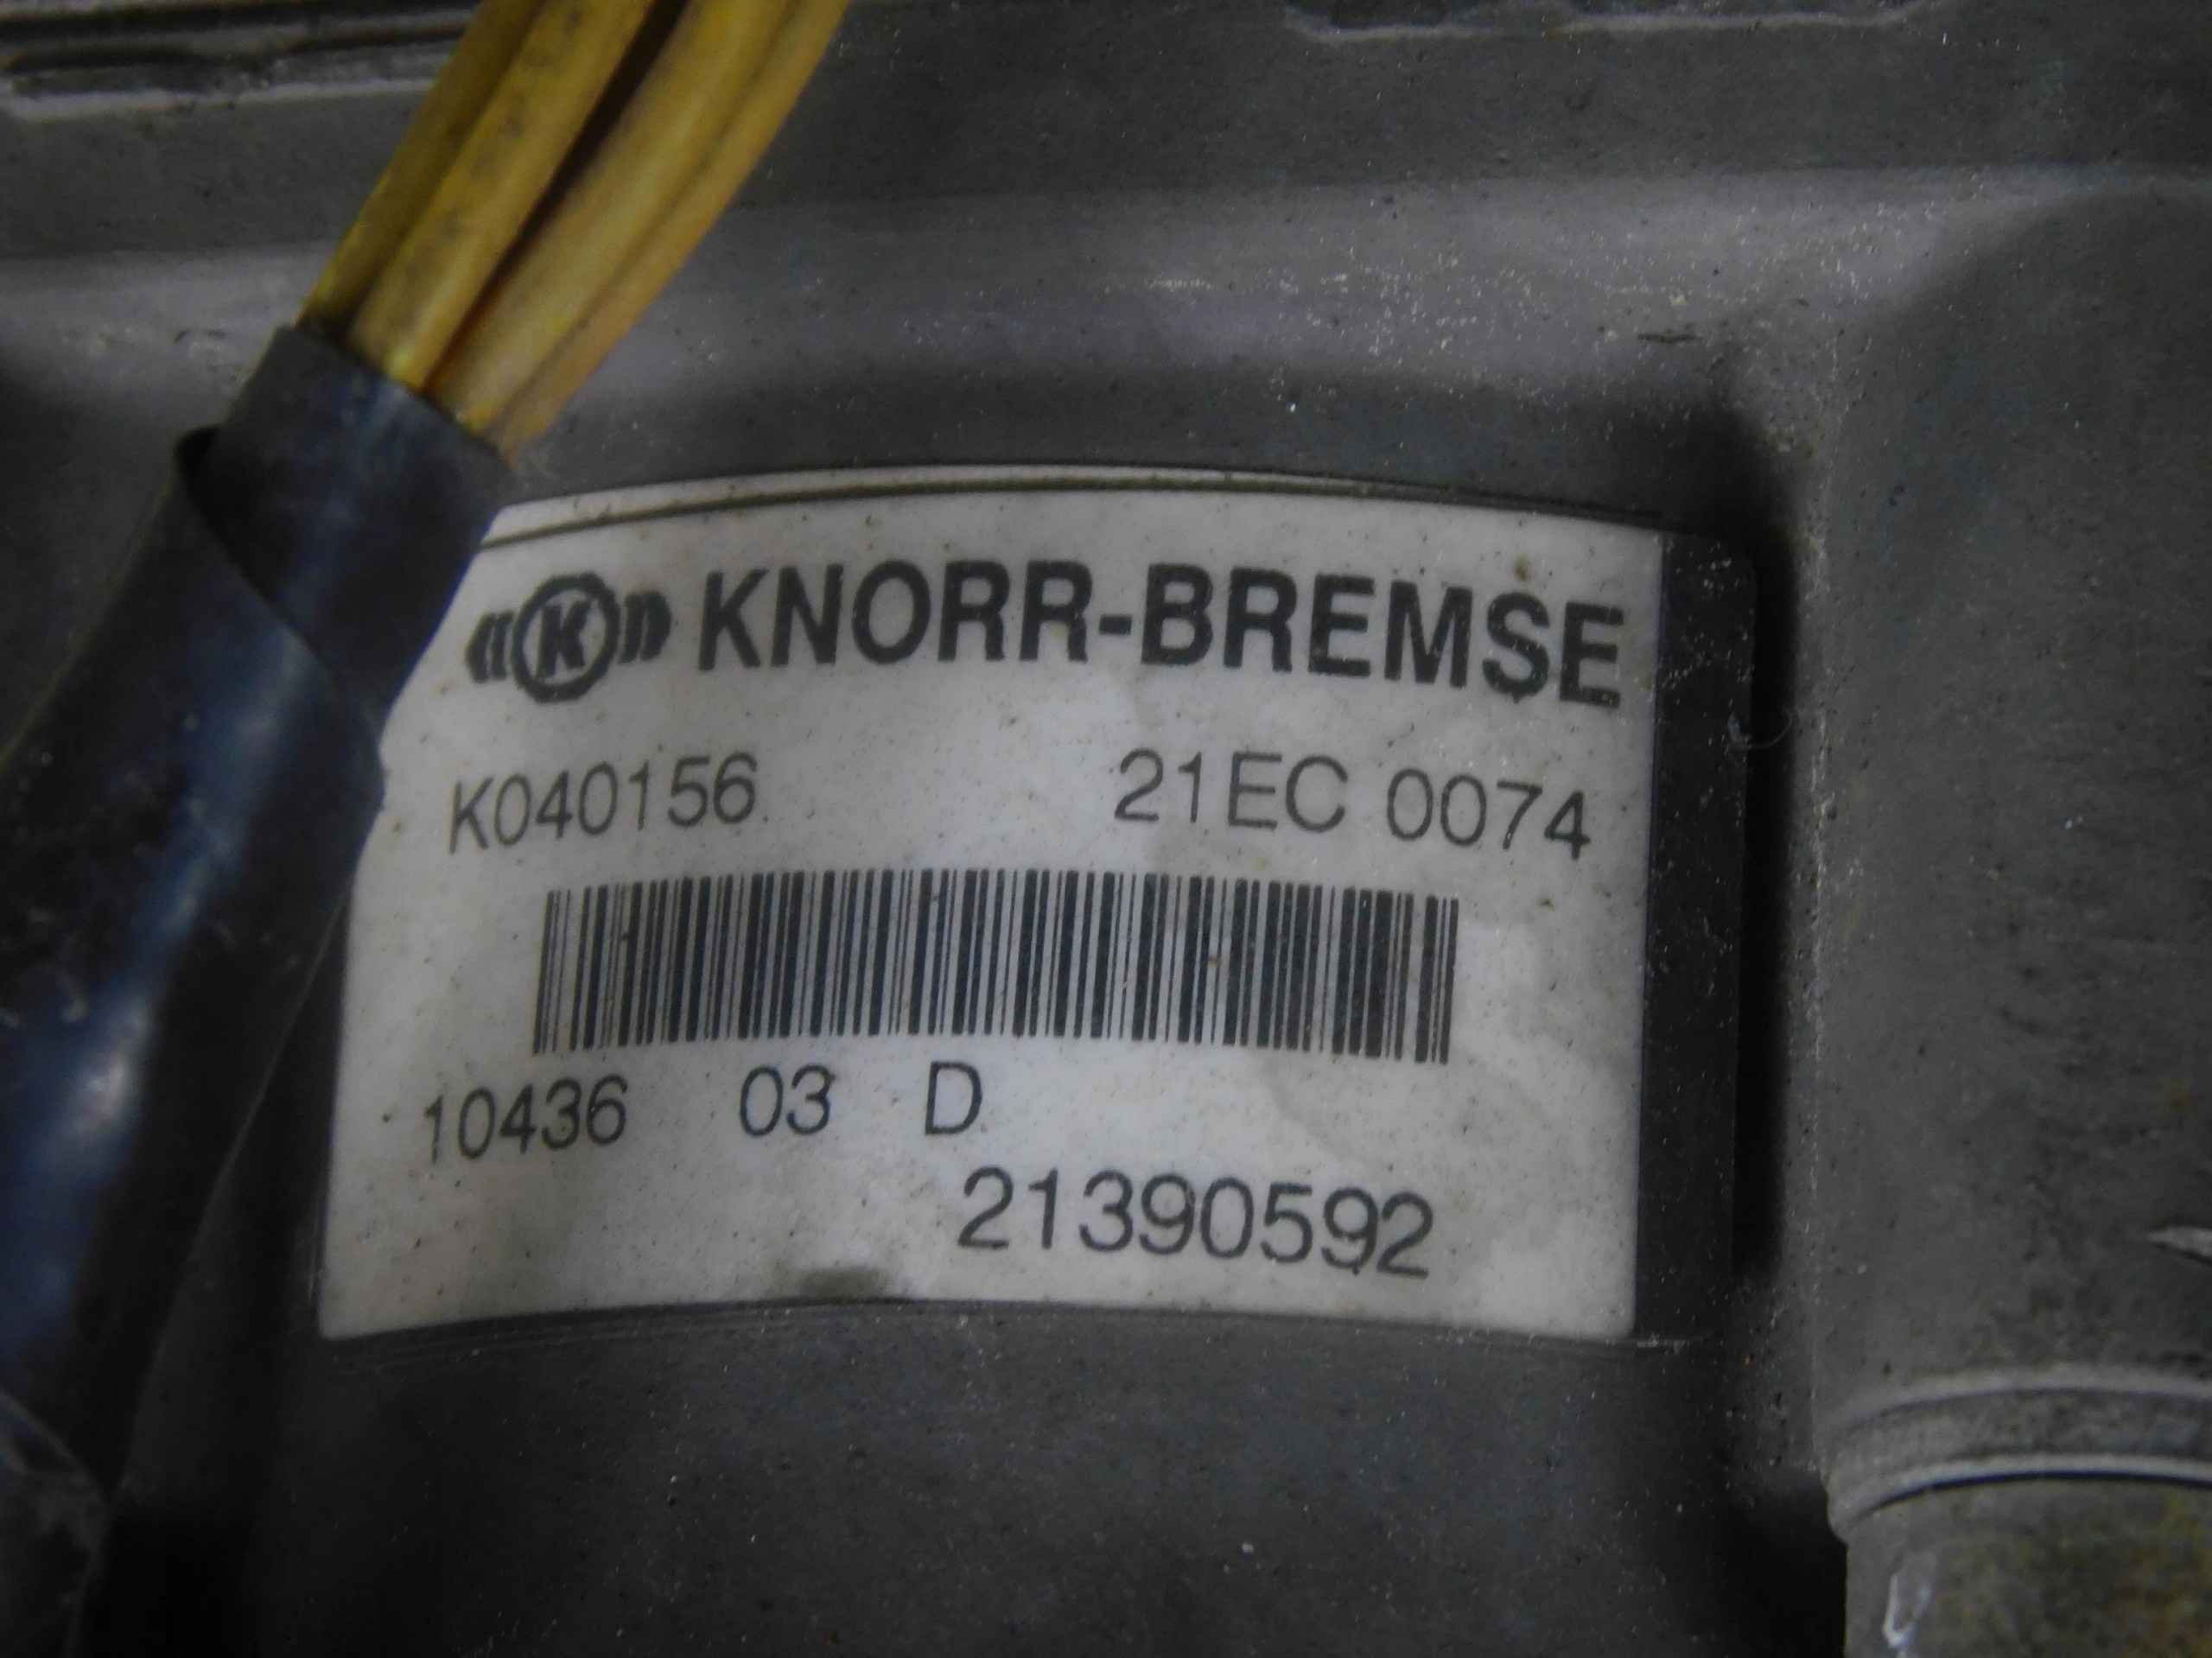 K KNORR-BREMSE
K040156 21EC 0074
10436 03 D
21390592